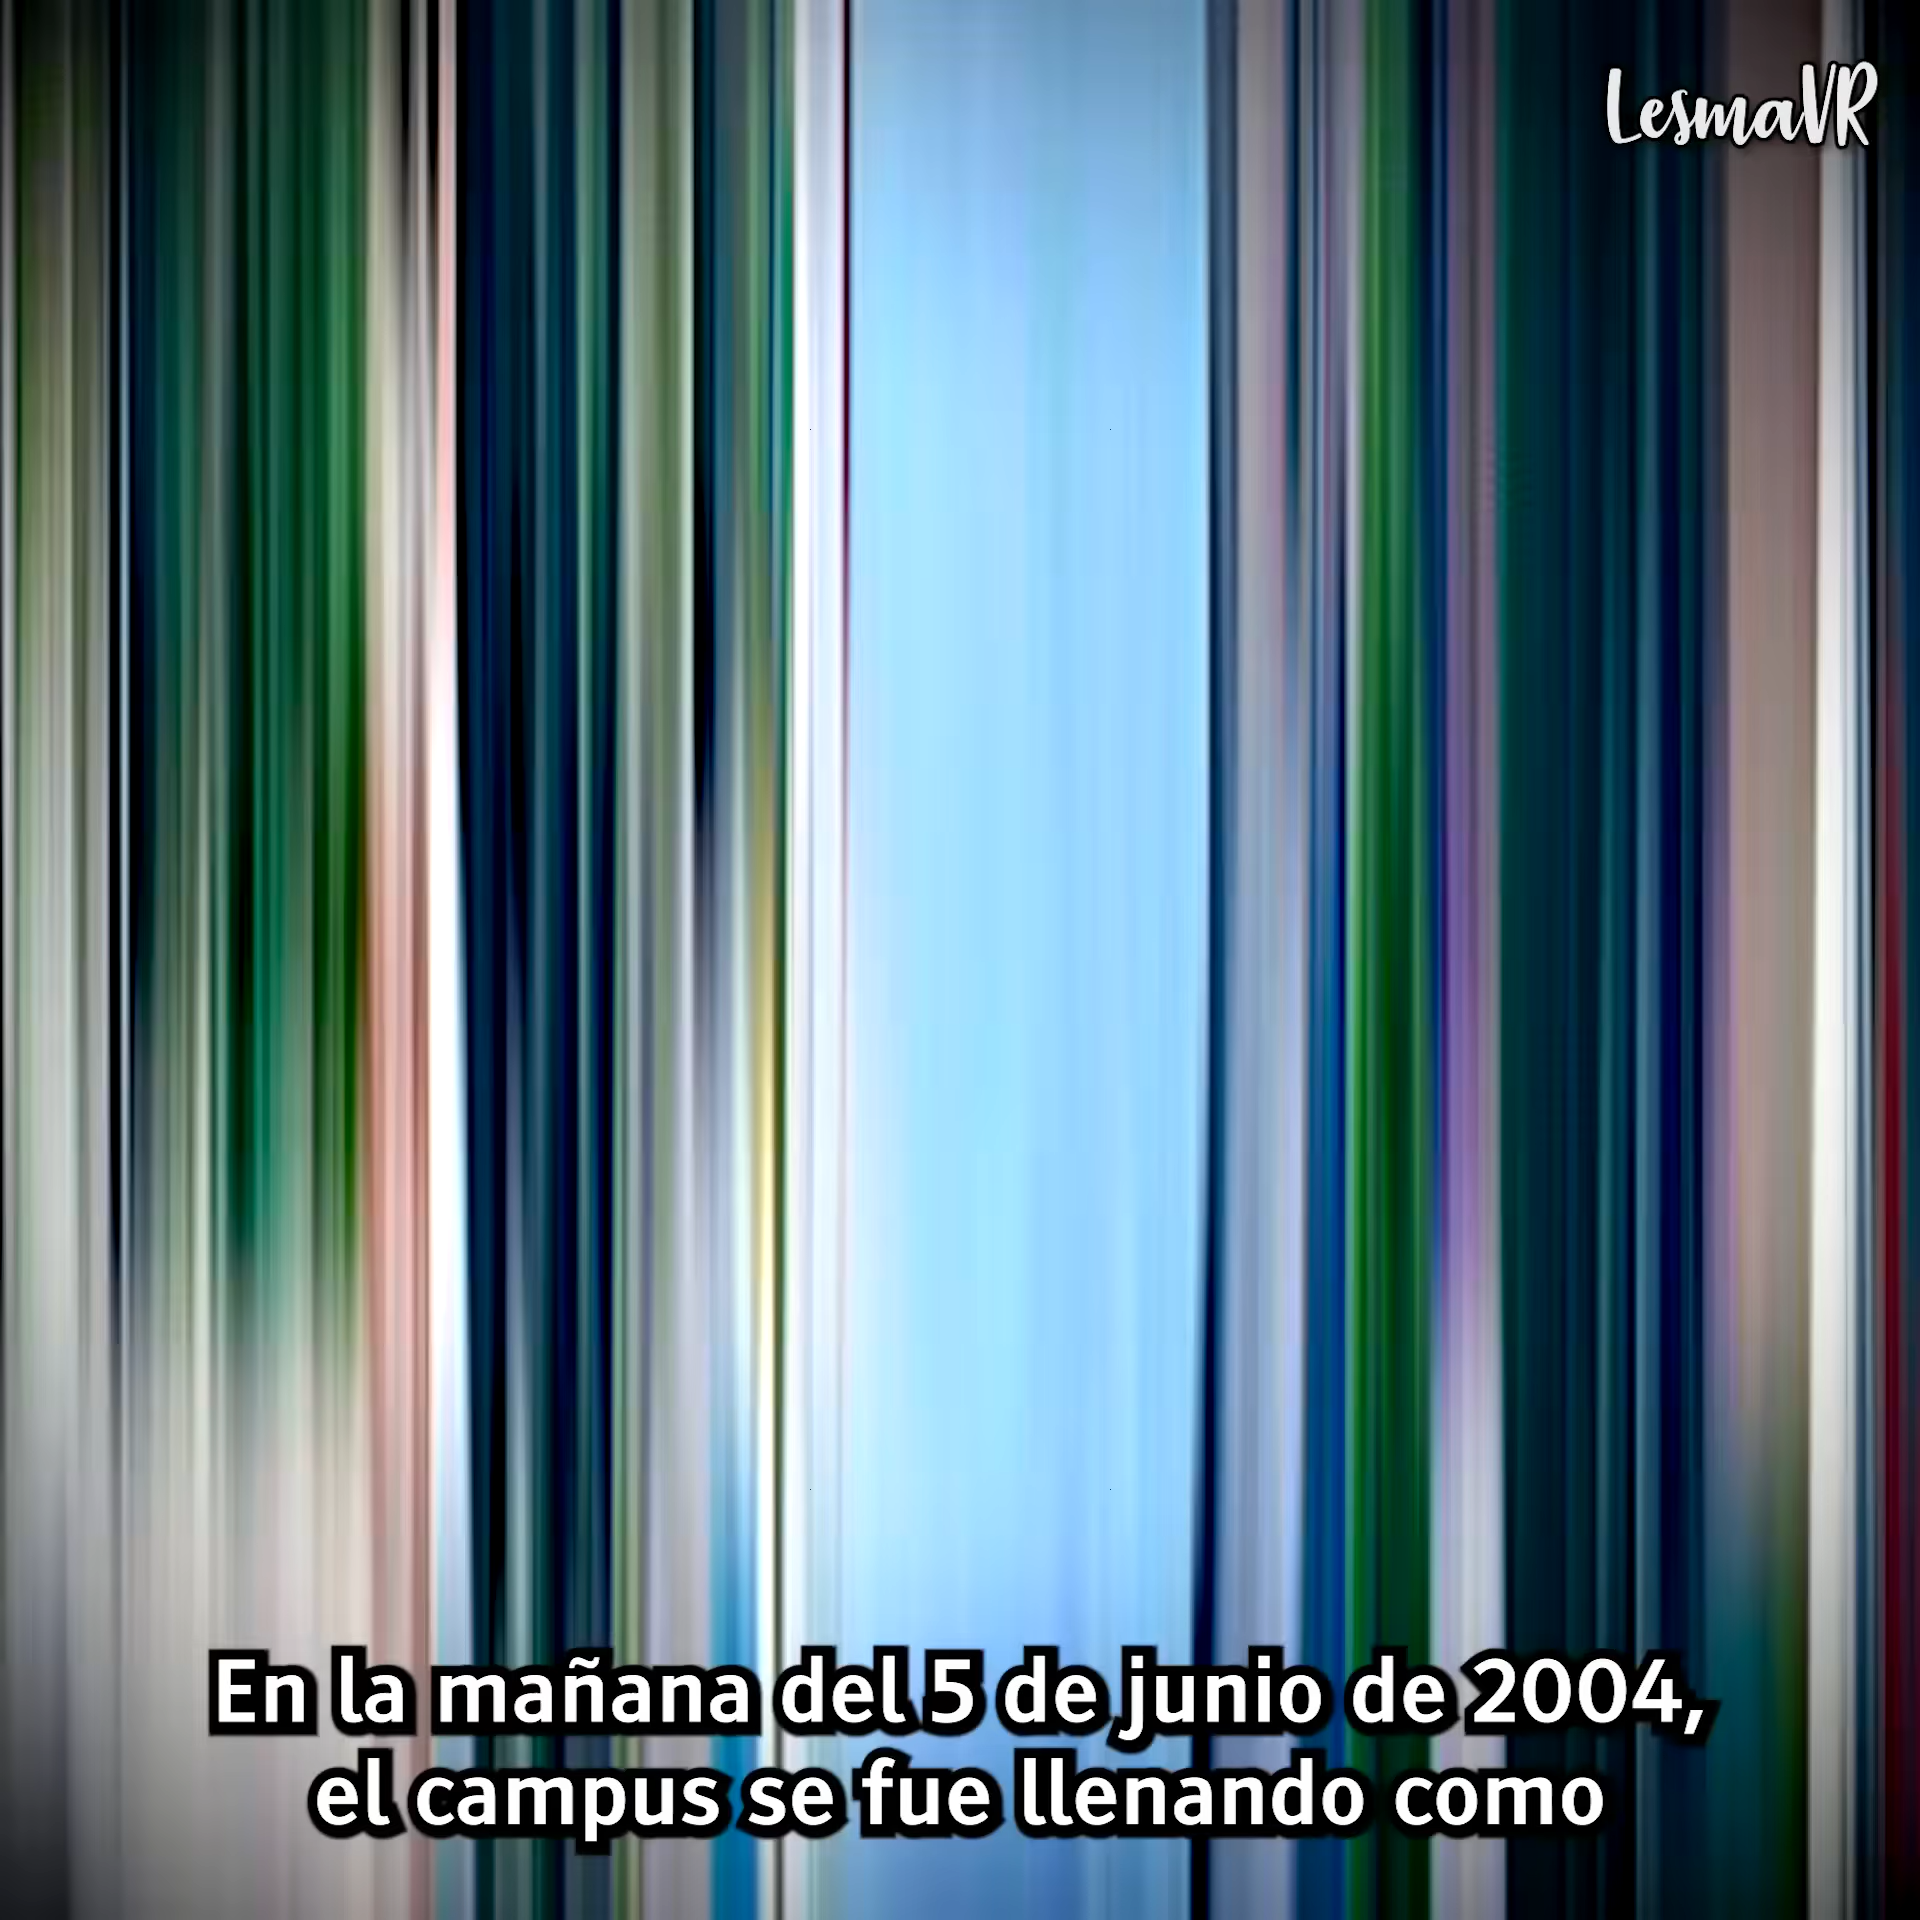 LesmaVR
En la mañana del 5 de junio de 2004,
el campus se fue llenando como